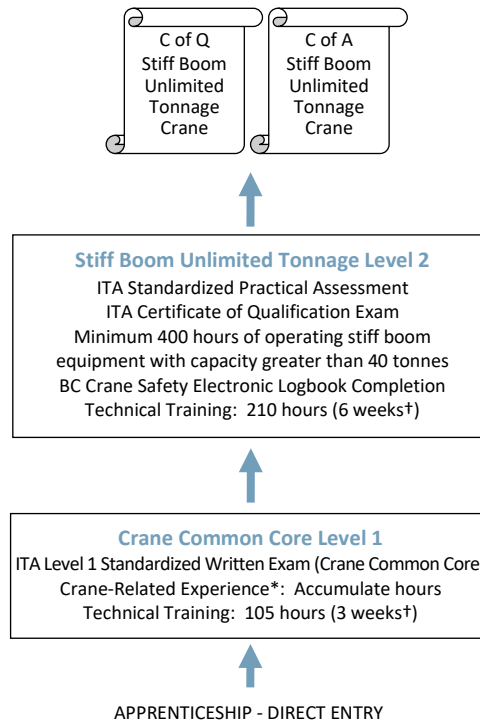 C of Q
Stiff Boom
Unlimited
Tonnage
Crane
C of A
Stiff Boom
Unlimited
Tonnage
Crane
Stiff Boom Unlimited Tonnage Level 2
ITA Standardized Practical Assessment
ITA Certificate of Qualification Exam
Minimum 400 hours of operating stiff boom
equipment with capacity greater than 40 tonnes
BC Crane Safety Electronic Logbook Completion
Technical Training: 210 hours (6 weeks†)
Crane Common Core Level 1
ITA Level 1 Standardized Written Exam (Crane Common Core
Crane-Related Experience*: Accumulate hours
Technical Training: 105 hours (3 weeks†)
APPRENTICESHIP - DIRECT ENTRY